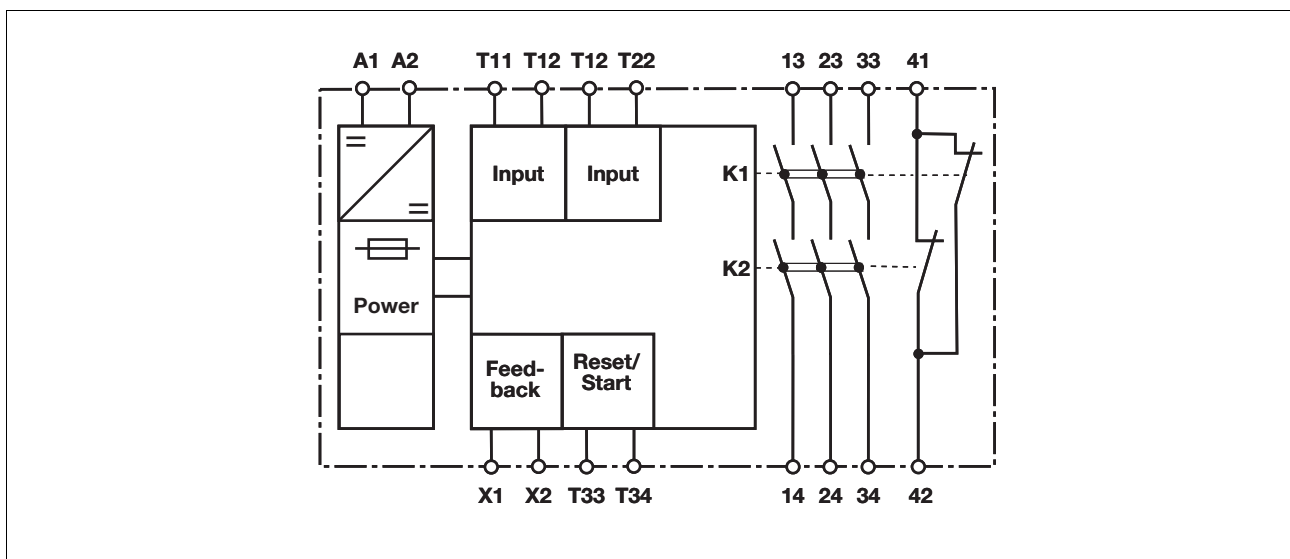 A1 A2 T11 T12 T12 T22 13 23 33 41
Input Input
K1
K2
Power
Feed-
back
Reset/
Start
X1 X2 T33 T34 14 24 34 42